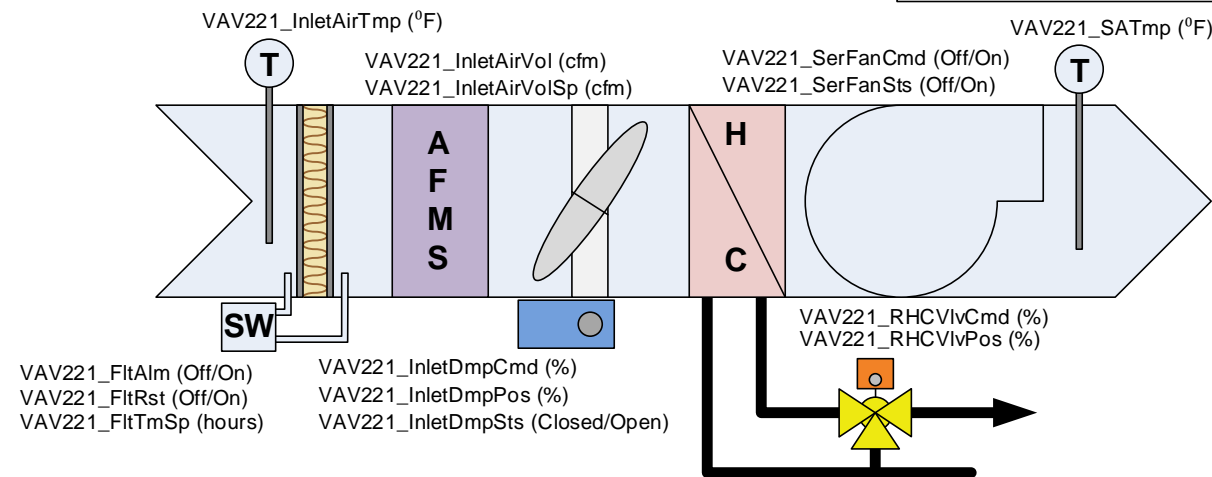 VAV221_InletAirTmp (⁰F)
T
VAV221_InletAirVol (cfm)
VAV221_InletAirVolSp (cfm)
VAV221_SerFanCmd (Off/On)
VAV221_SerFanSts (Off/On)
VAV221_SATmp (⁰F)
T
A
F
M
S
H
C
SW
VAV221_FltAlm (Off/On)
VAV221_FltRst (Off/On)
VAV221_FltTmSp (hours)
VAV221_InletDmpCmd (%)
VAV221_InletDmpPos (%)
VAV221_InletDmpSts (Closed/Open)
VAV221_RHCVlvCmd (%)
VAV221_RHCVlvPos (%)